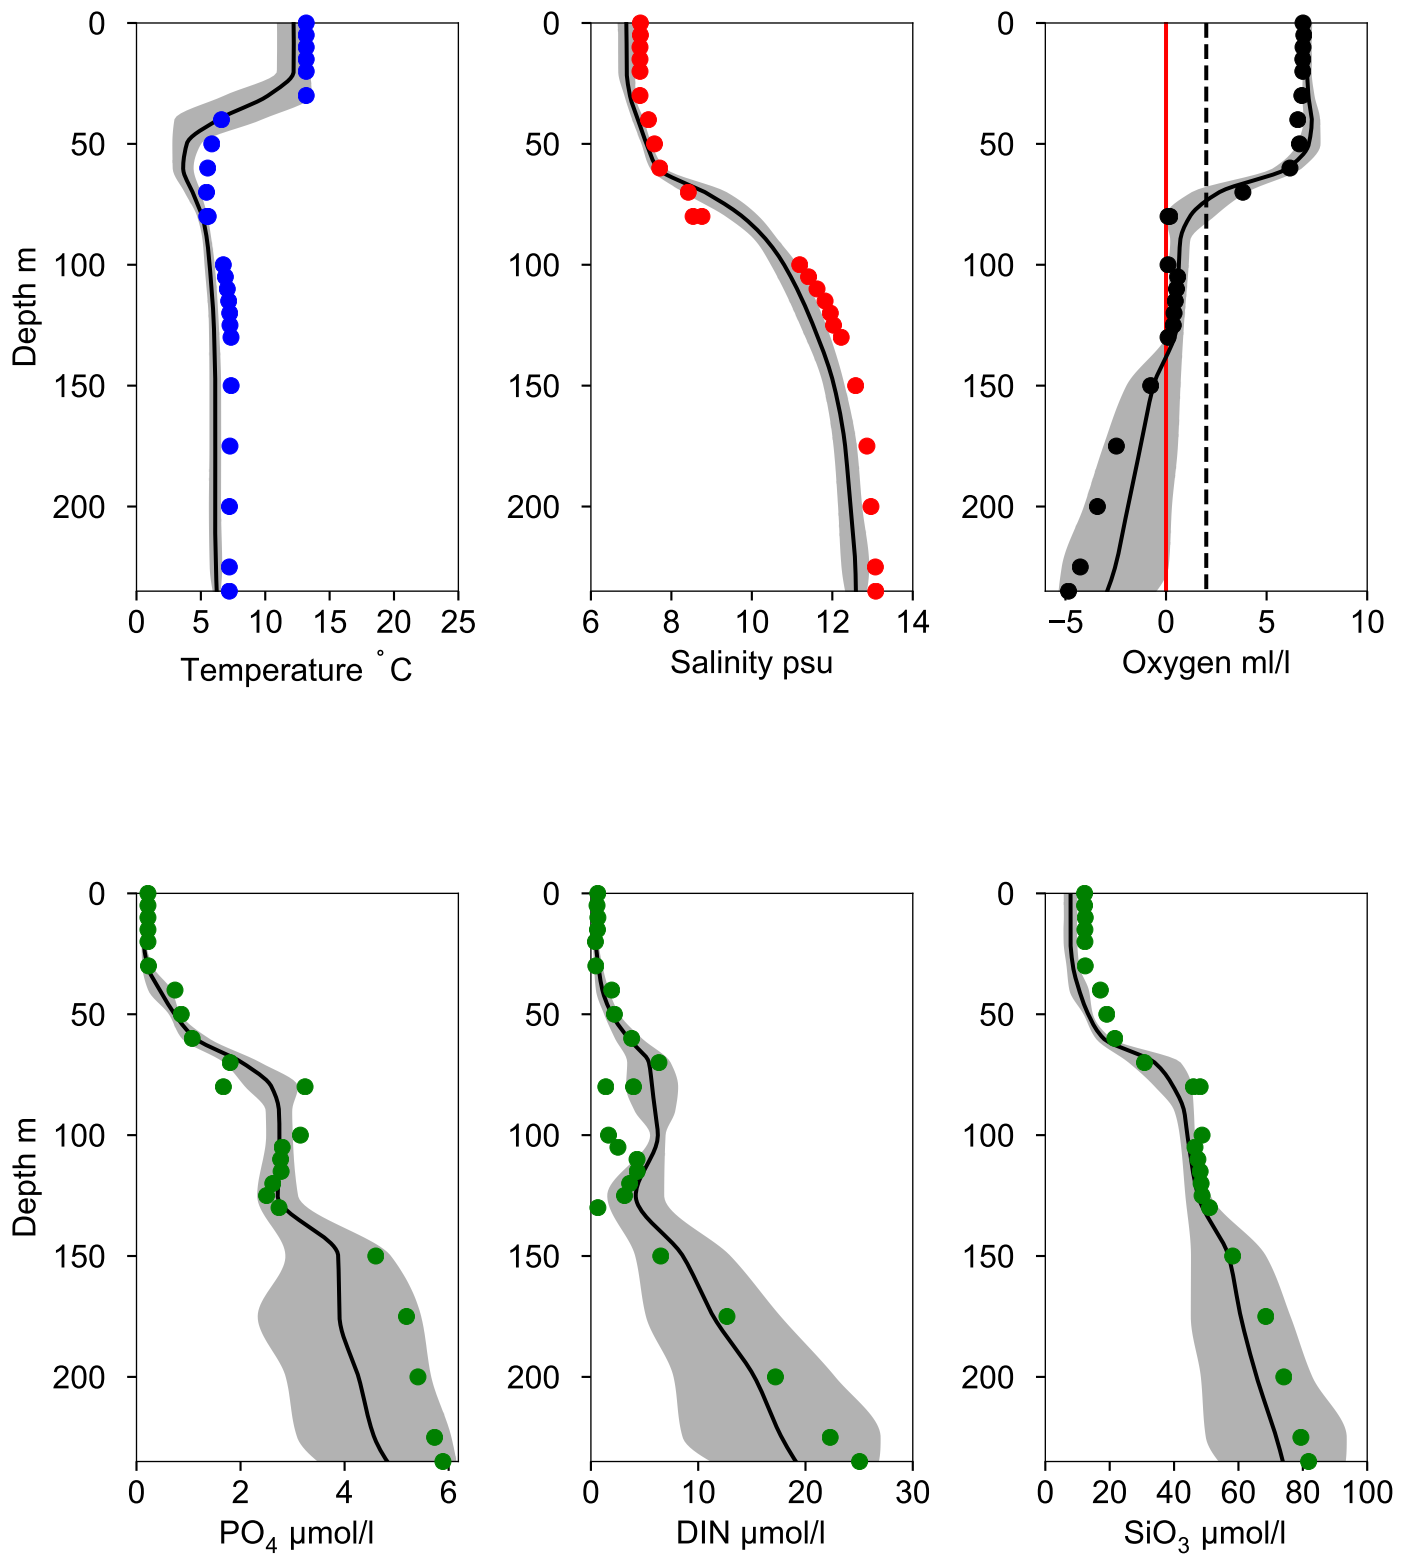 0
50
100
150
200
Depth m
0 5 10 15 20 25
Temperature °C
0
50
100
150
200
6 8 10 12 14
Salinity psu
0
50
100
150
200
−5 0 5 10
Oxygen ml/l
0
50
100
150
200
Depth m
0 2 4 6
PO₄ μmol/l
0
50
100
150
200
0 10 20 30
DIN μmol/l
0
50
100
150
200
0 20 40 60 80 100
SiO₃ μmol/l